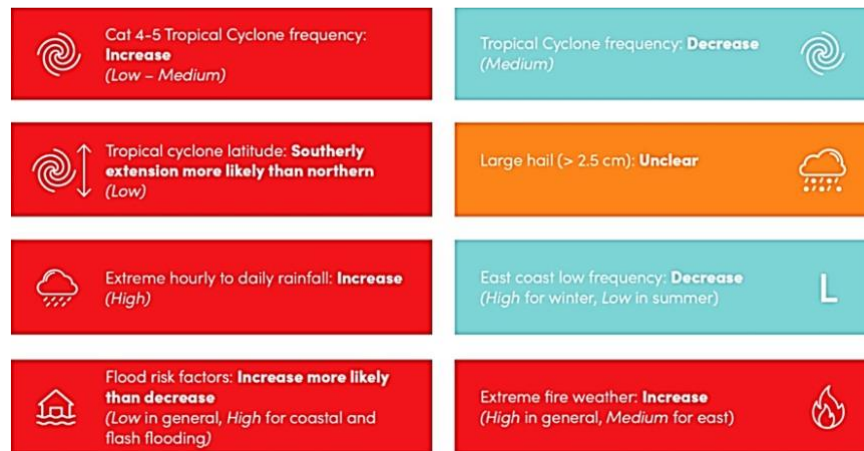 Cat 4-5 Tropical Cyclone frequency:
Increase
(Low – Medium)
Tropical Cyclone frequency: Decrease
(Medium)
Tropical cyclone latitude: Southerly
extension more likely than northern
(Low)
Large hail (> 2.5 cm): Unclear
Extreme hourly to daily rainfall: Increase
(High)
East coast low frequency: Decrease
(High for winter, Low in summer)
L
Flood risk factors: Increase more likely
than decrease
(Low in general, High for coastal and
flash flooding)
Extreme fire weather: Increase
(High in general, Medium for east)